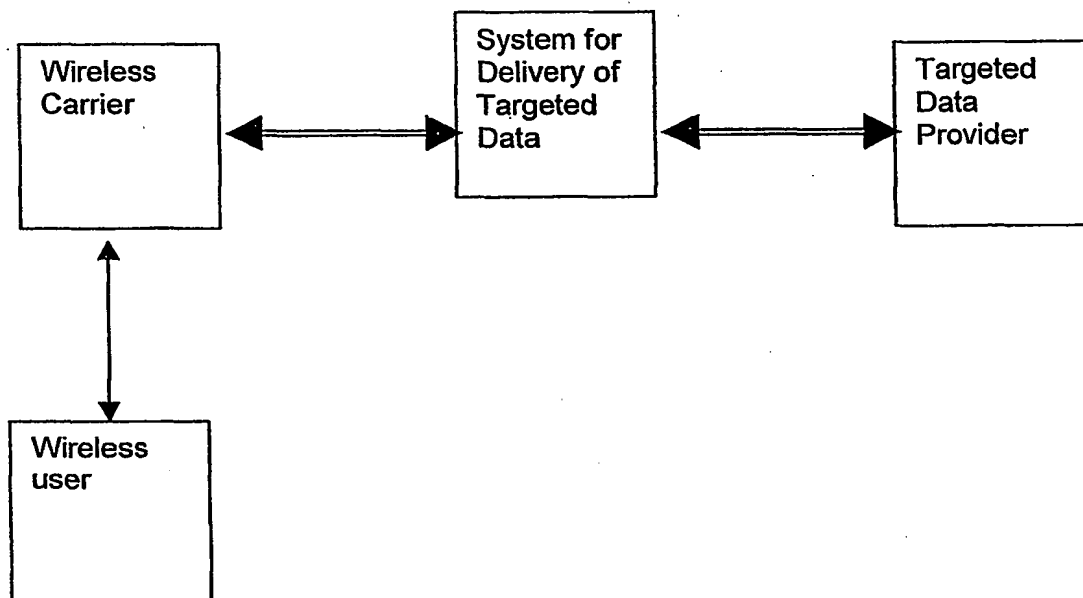 Wireless
Carrier
System for
Delivery of
Targeted
Data
Targeted
Data
Provider
Wireless
user